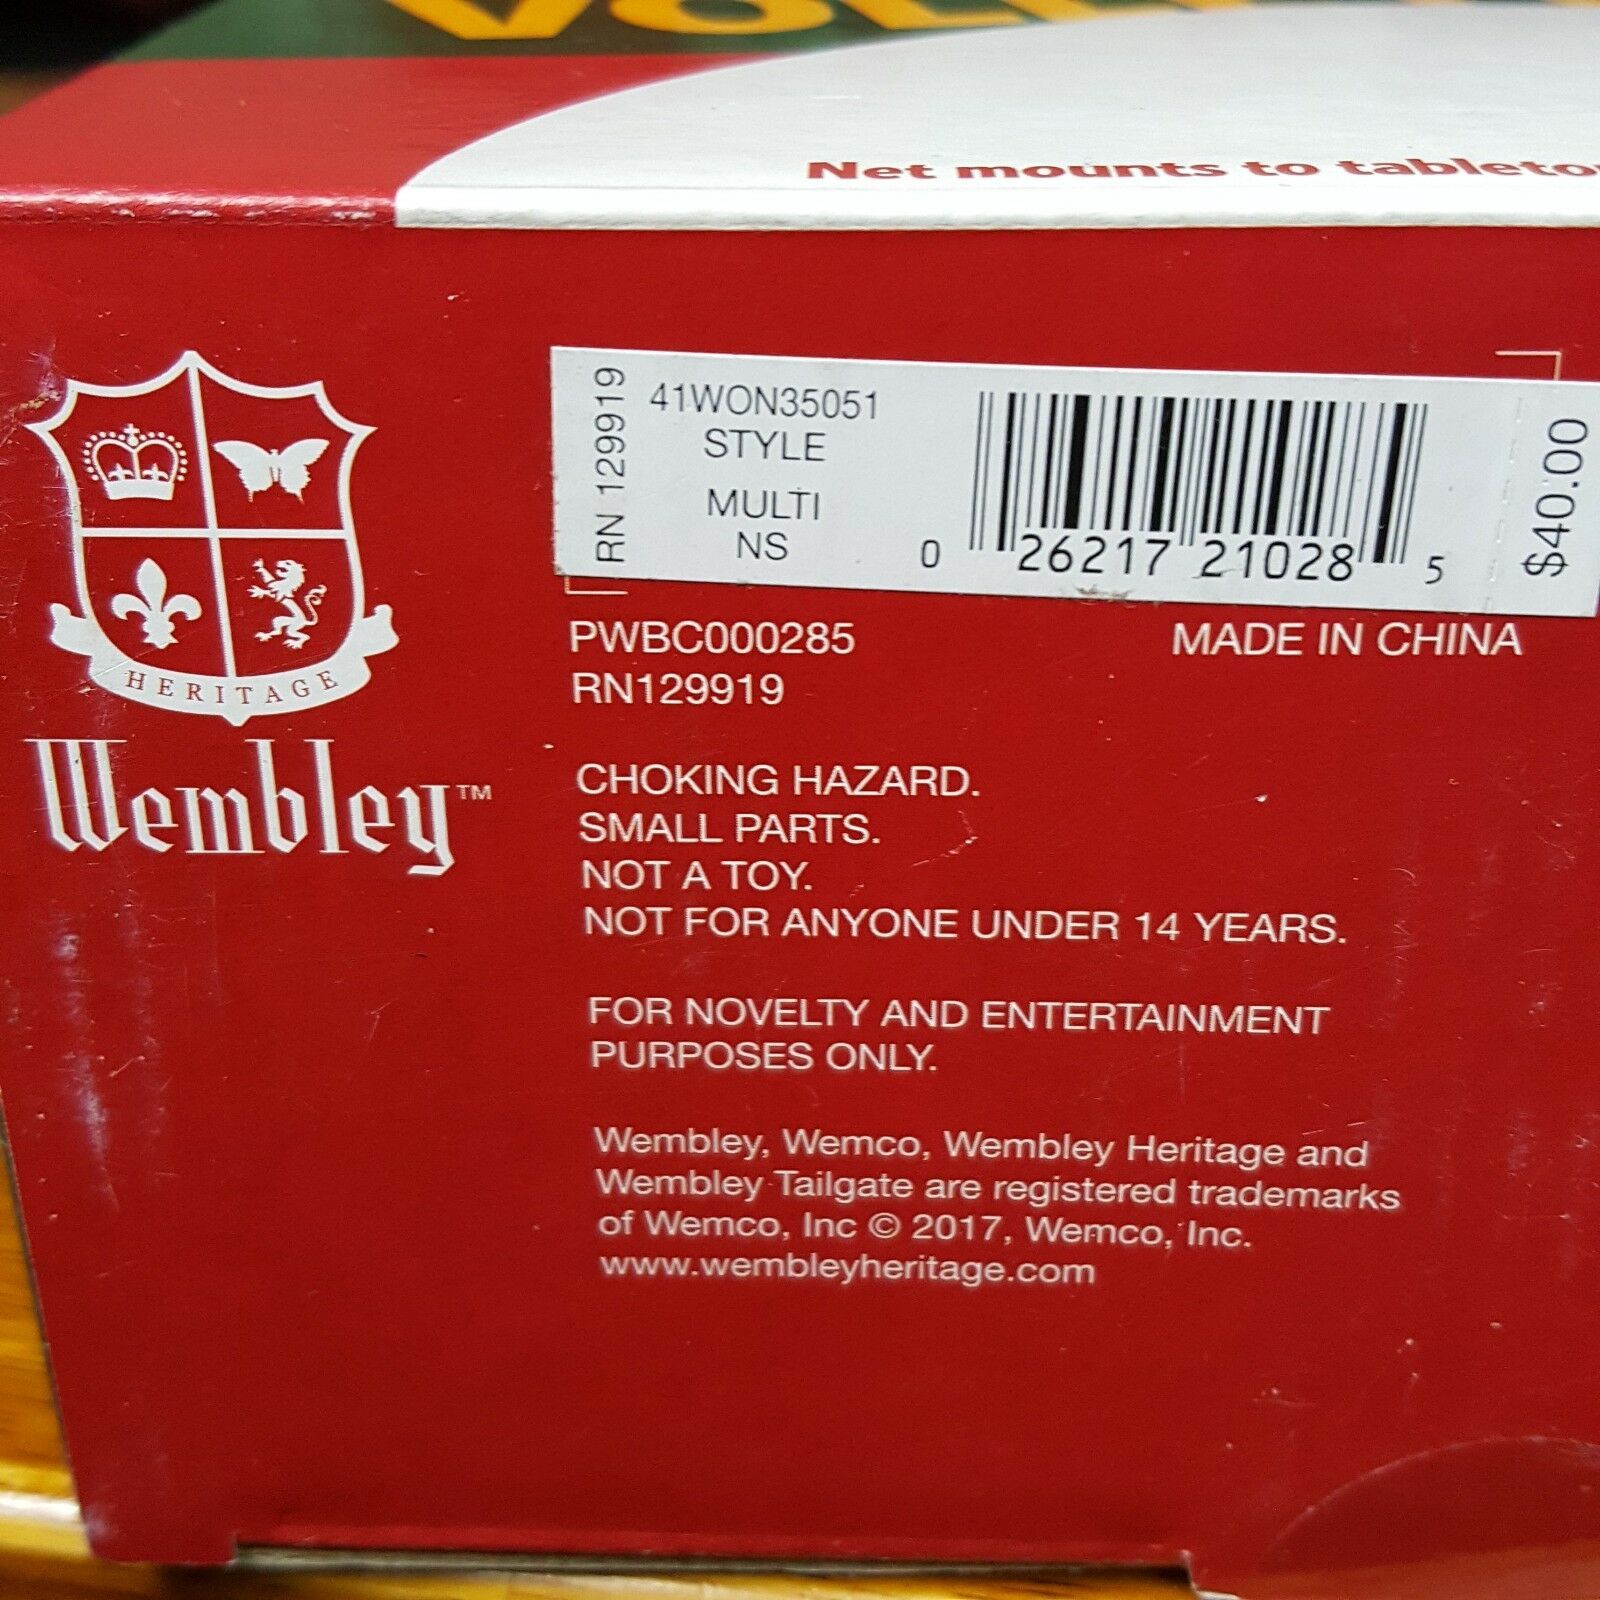 Net mounts to
HERITAGE
Wembley™
RN 129919
41WON35051
STYLE
MULTI
NS
0 26217 21028 5
$40.00
PWBC000285
MADE IN CHINA
RN129919
CHOKING HAZARD.
SMALL PARTS.
NOT A TOY.
NOT FOR ANYONE UNDER 14 YEARS.
FOR NOVELTY AND ENTERTAINMENT
PURPOSES ONLY.
Wembley, Wemco, Wembley Heritage and
Wembley Tailgate are registered trademarks
of Wemco, Inc © 2017, Wemco, Inc.
www.wembleyheritage.com